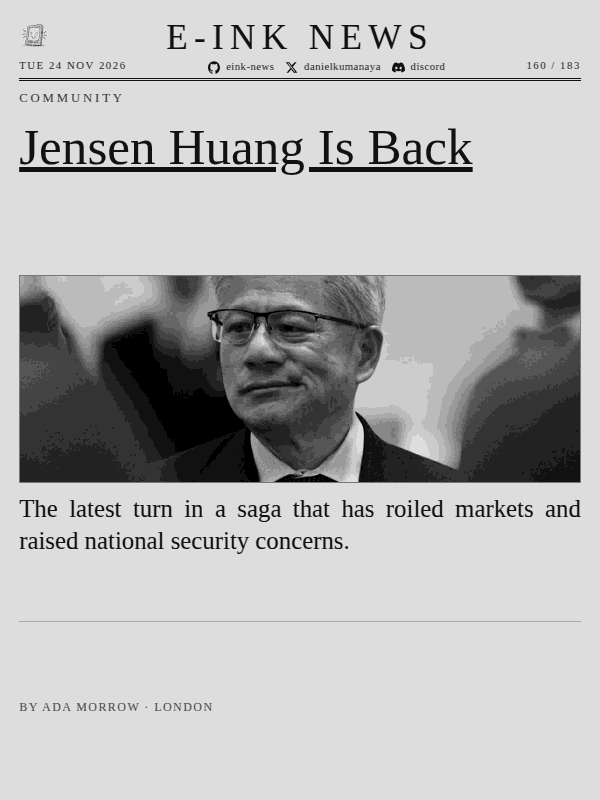 E-INK NEWS
TUE 24 NOV 2026
eink-news
danielkumanaya
discord
160 / 183
COMMUNITY
Jensen Huang Is Back
The latest turn in a saga that has roiled markets and
raised national security concerns.
BY ADA MORROW · LONDON